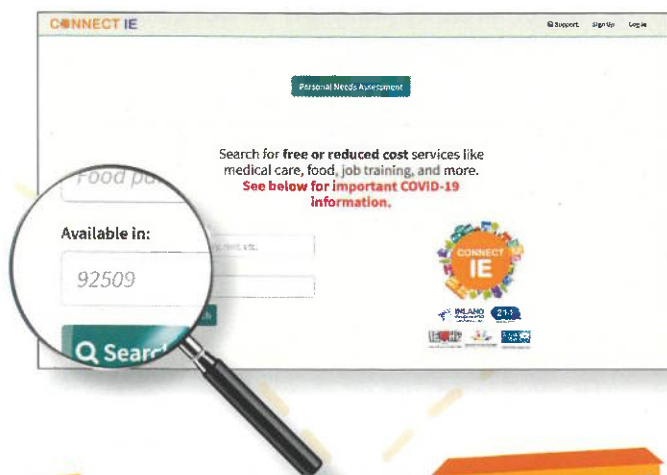 CONNECT IE
Support Sign Up Log In
Personal Needs Assessment
Search for free or reduced cost services like
medical care, food, job training, and more.
See below for important COVID-19
information.
Food
Available in:
etc.
92509
Search
CONNECT
IE
INLAND
211